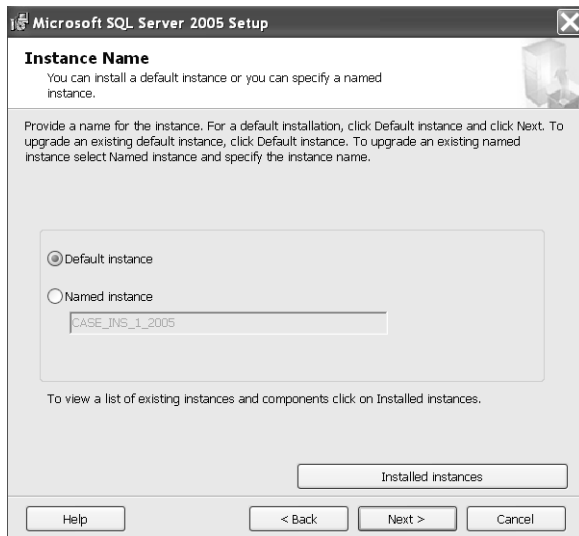 Microsoft SQL Server 2005 Setup
Instance Name
You can install a default instance or you can specify a named
instance.
Provide a name for the instance. For a default installation, click Default instance and click Next. To
upgrade an existing default instance, click Default instance. To upgrade an existing named
instance select Named instance and specify the instance name.
Default instance
Named instance
CASE_INS_1_2005
To view a list of existing instances and components click on Installed instances.
Installed instances
Help
< Back
Next >
Cancel